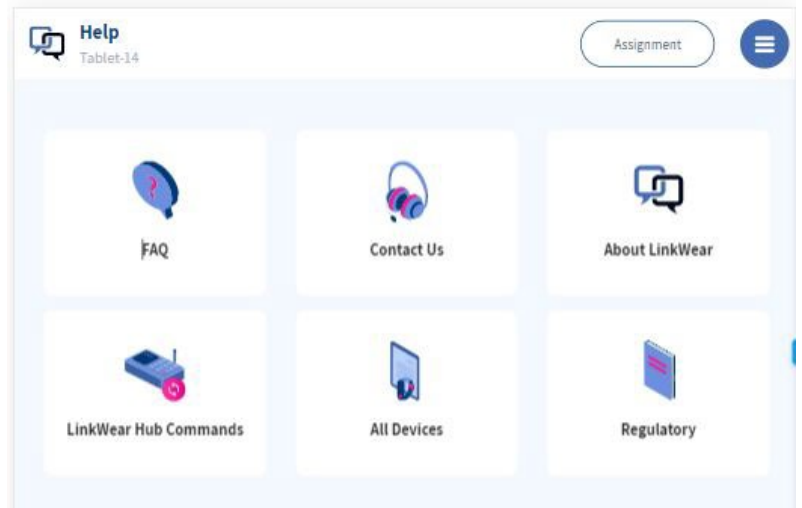 Help
Tablet-14
Assignment
?
FAQ
Contact Us
About LinkWear
LinkWear Hub Commands
All Devices
Regulatory